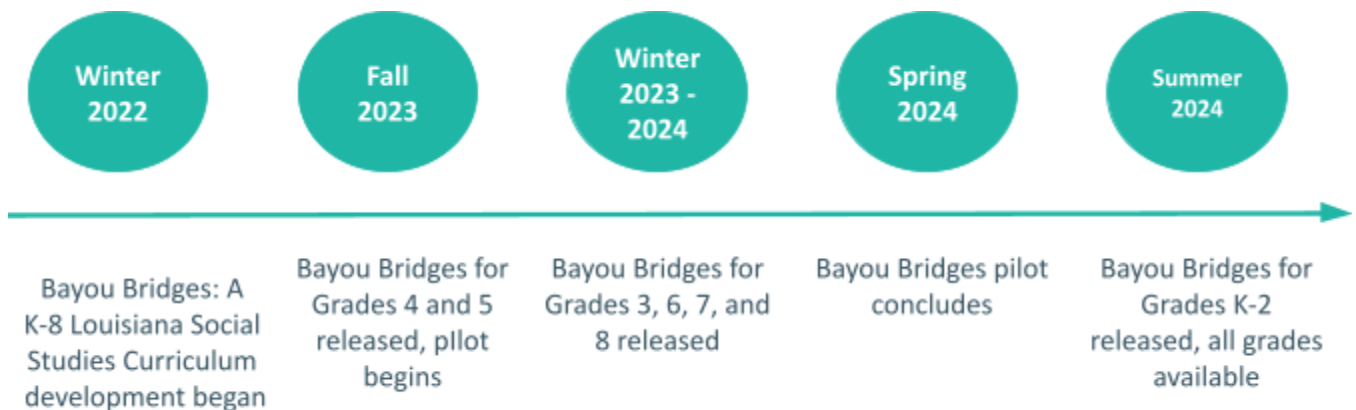 Winter
2022
Fall
2023
Winter
2023 -
2024
Spring
2024
Summer
2024
Bayou Bridges: A
K-8 Louisiana Social
Studies Curriculum
development began
Bayou Bridges for
Grades 4 and 5
released, pIlot
begins
Bayou Bridges for
Grades 3, 6, 7, and
8 released
Bayou Bridges pilot
concludes
Bayou Bridges for
Grades K-2
released, all grades
available